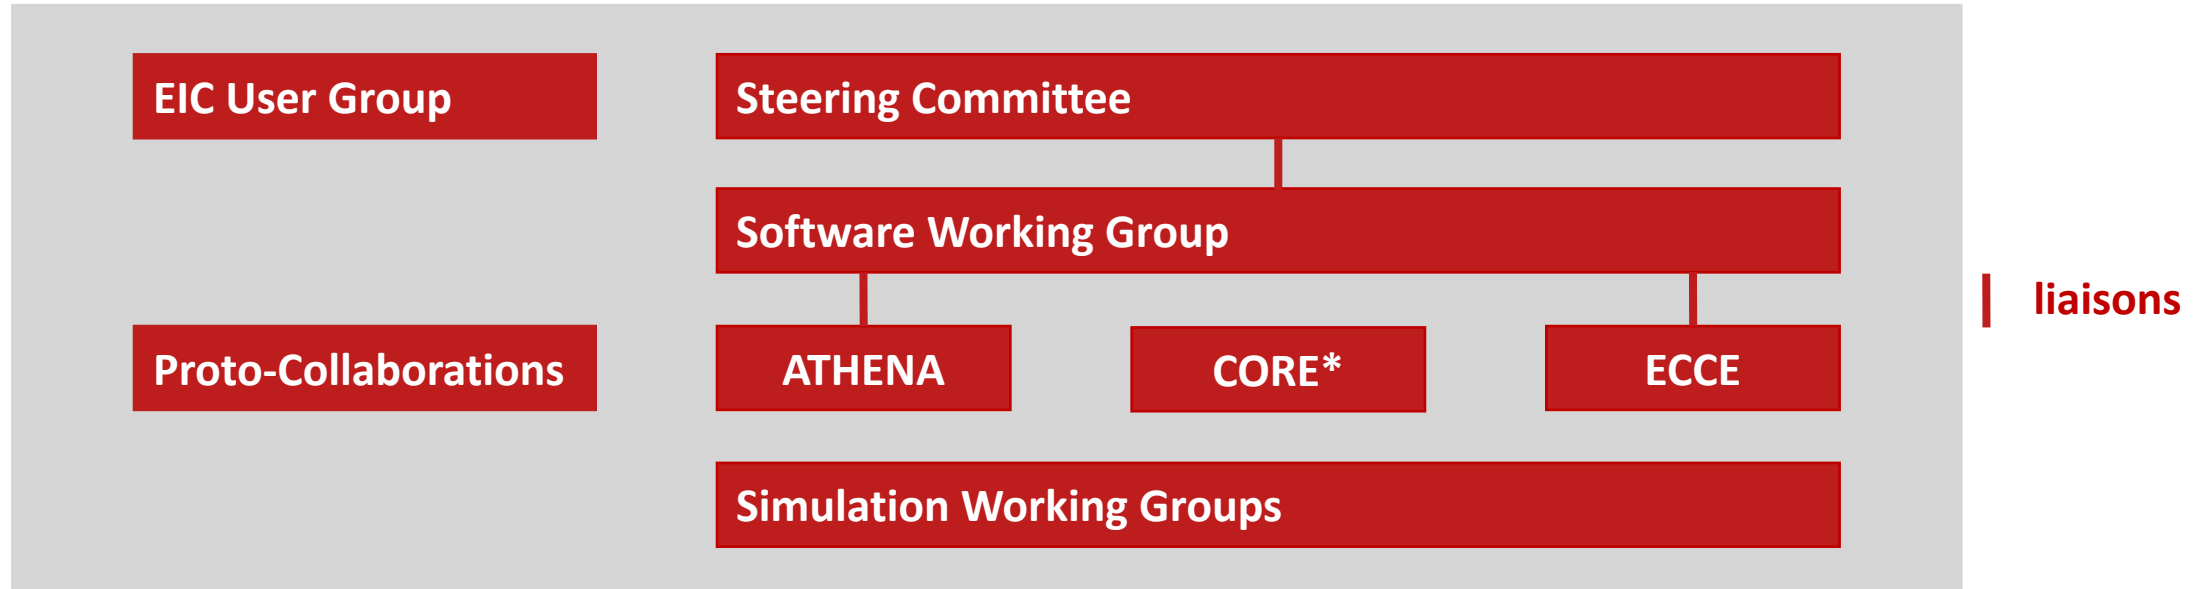 EIC User Group
Steering Committee
Software Working Group
liaisons
Proto-Collaborations
ATHENA
CORE*
ECCE
Simulation Working Groups